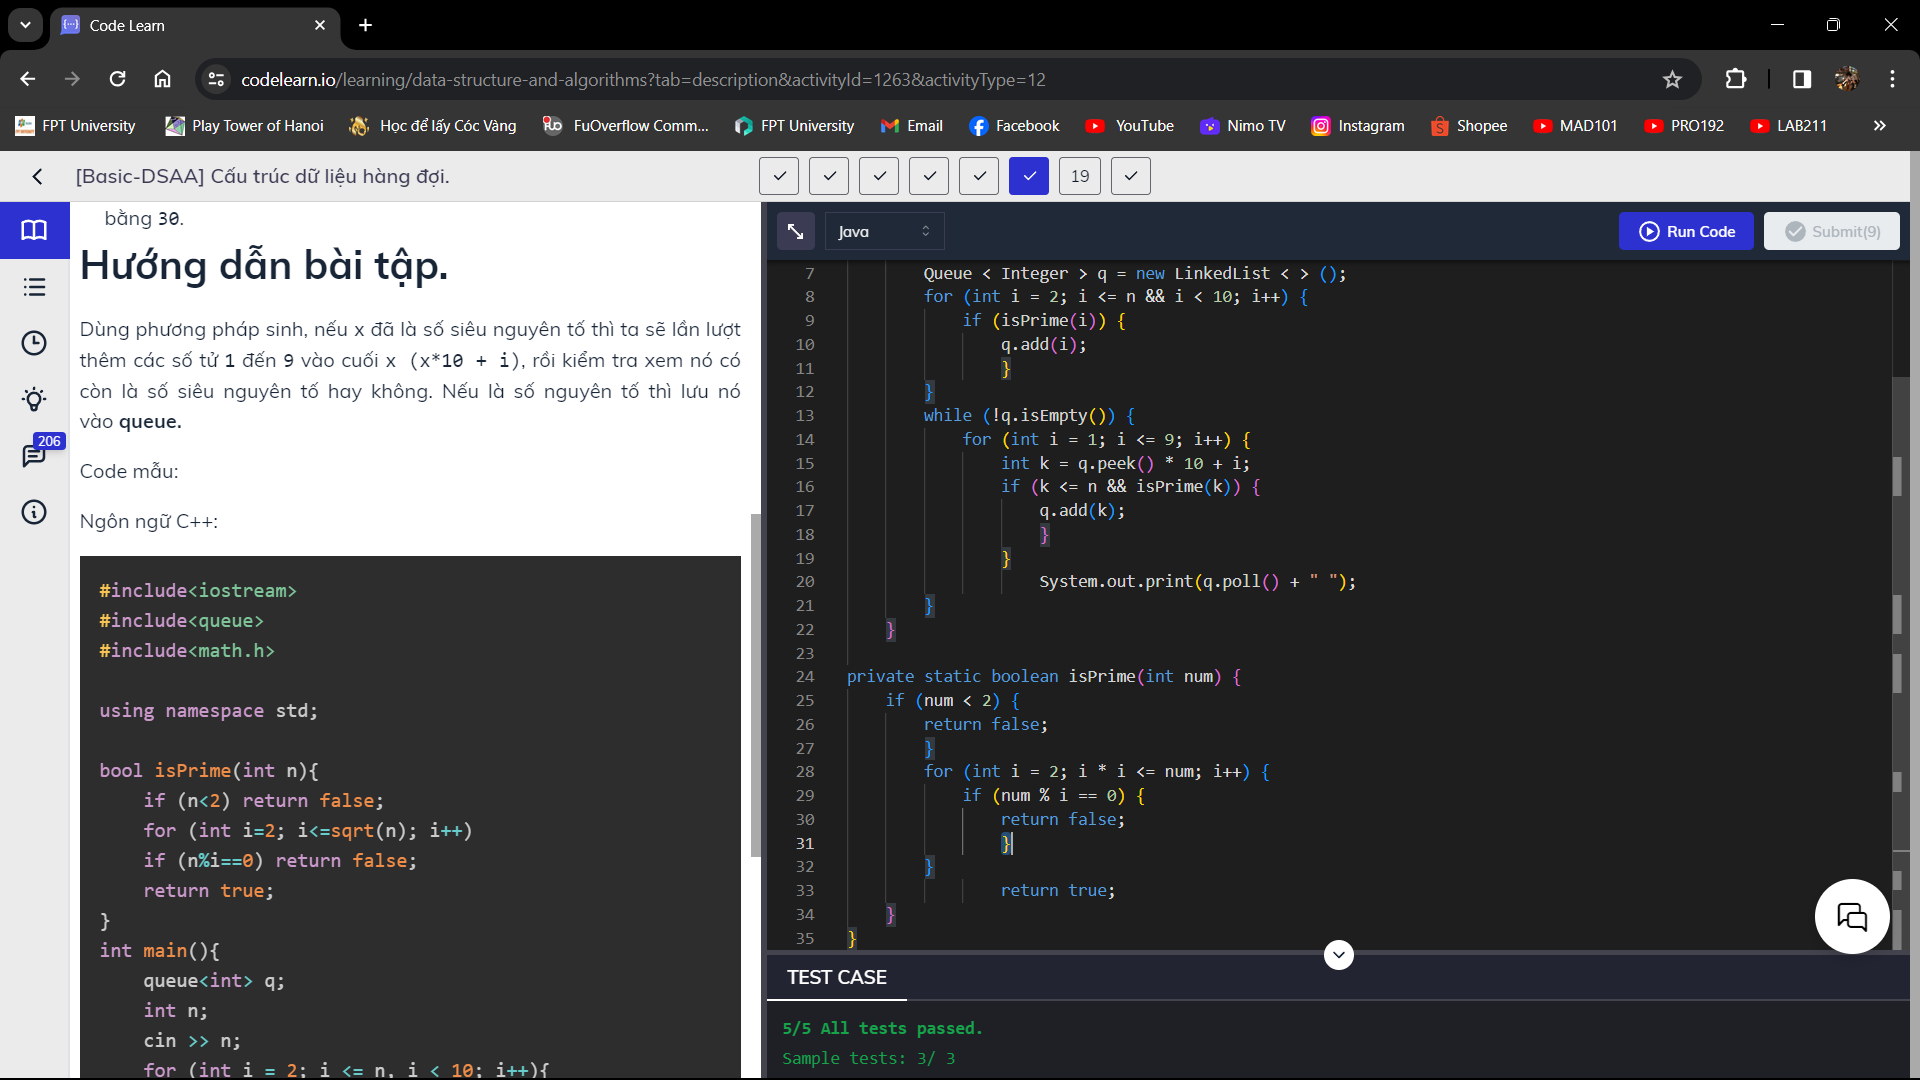 Code Learn
codelearn.io/learning/data-structure-and-algorithms?tab=description&activityId=1263&activityType=12
FPT University Play Tower of Hanoi Học để lấy Cóc Vàng FuOverflow Comm... FPT University Email Facebook YouTube Nimo TV Instagram Shopee MAD101 PRO192 LAB211
[Basic-DSAA] Cấu trúc dữ liệu hàng đợi.
19
bằng 30.
Hướng dẫn bài tập.
Dùng phương pháp sinh, nếu x đã là số siêu nguyên tố thì ta sẽ lần lượt
thêm các số tử 1 đến 9 vào cuối x (x*10 + i), rồi kiểm tra xem nó có
còn là số siêu nguyên tố hay không. Nếu là số nguyên tố thì lưu nó
vào queue.
206
Code mẫu:
Ngôn ngữ C++:
#include<iostream>
#include<queue>
#include<math.h>
using namespace std;
bool isPrime(int n){
if (n<2) return false;
for (int i=2; i<=sqrt(n); i++)
if (n%i==0) return false;
return true;
}
int main(){
queue<int> q;
int n;
cin >> n;
for (int i = 2; i <= n, i < 10; i++){
Java
Run Code
Submit(9)
7 Queue < Integer > q = new LinkedList < > ();
8 for (int i = 2; i <= n && i < 10; i++) {
9 if (isPrime(i)) {
10 q.add(i);
11 }
12 }
13 while (!q.isEmpty()) {
14 for (int i = 1; i <= 9; i++) {
15 int k = q.peek() * 10 + i;
16 if (k <= n && isPrime(k)) {
17 q.add(k);
18 }
19 }
20 System.out.print(q.poll() + " ");
21 }
22 }
23
24 private static boolean isPrime(int num) {
25 if (num < 2) {
26 return false;
27 }
28 for (int i = 2; i * i <= num; i++) {
29 if (num % i == 0) {
30 return false;
31 }
32 }
33 return true;
34 }
35 }
TEST CASE
5/5 All tests passed.
Sample tests: 3/ 3